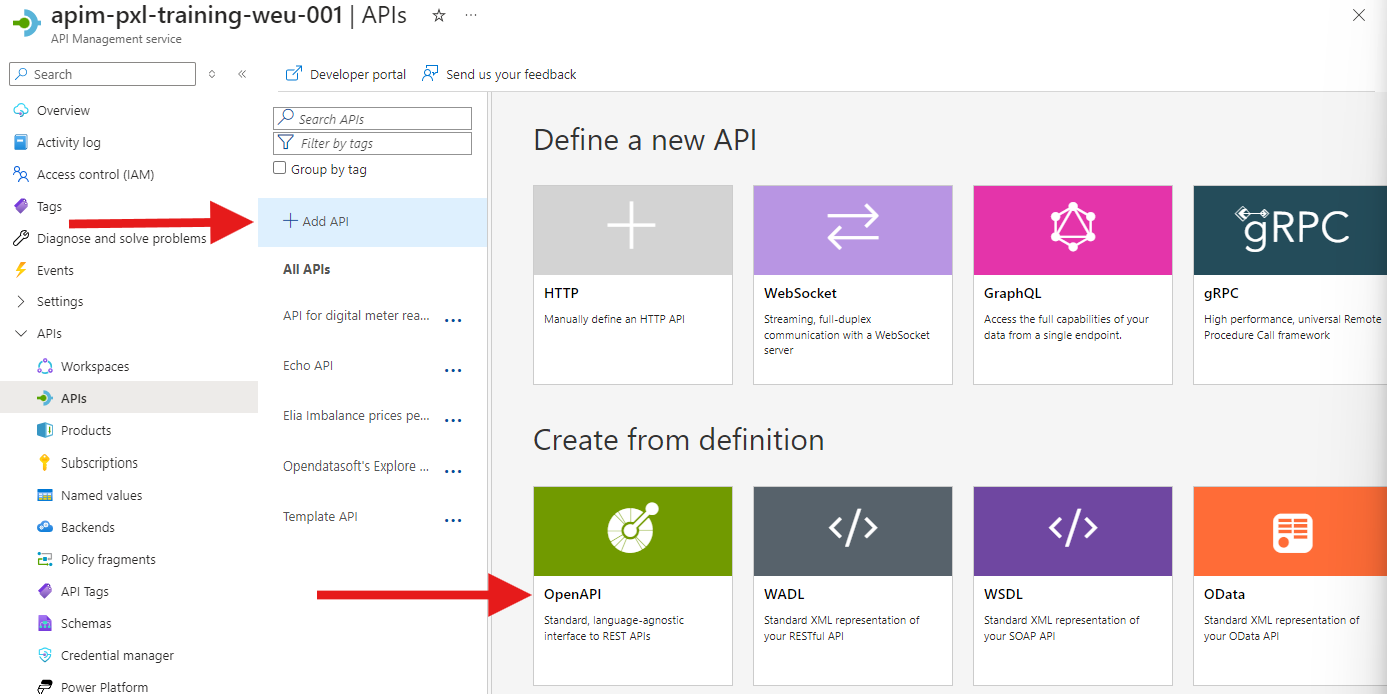 apim-pxl-training-weu-001 | APIs
API Management service
Search
Overview
Activity log
Access control (IAM)
Tags
Diagnose and solve problems
Events
Settings
APIs
Workspaces
APIs
Products
Subscriptions
Named values
Backends
Policy fragments
API Tags
Schemas
Credential manager
Power Platform
Developer portal
Send us your feedback
Search APIs
Filter by tags
Group by tag
+ Add API
All APIs
API for digital meter rea...
Echo API
Elia Imbalance prices pe...
Opendatasoft's Explore ...
Template API
Define a new API
HTTP
Manually define an HTTP API
WebSocket
Streaming, full-duplex
communication with a WebSocket
server
GraphQL
Access the full capabilities of your
data from a single endpoint.
gRPC
gRPC
High performance, universal Remote
Procedure Call framework
Create from definition
OpenAPI
Standard, language-agnostic
interface to REST APIs
WADL
Standard XML representation of
your RESTful API
WSDL
Standard XML representation of
your SOAP API
OData
Standard XML representation of
your OData API